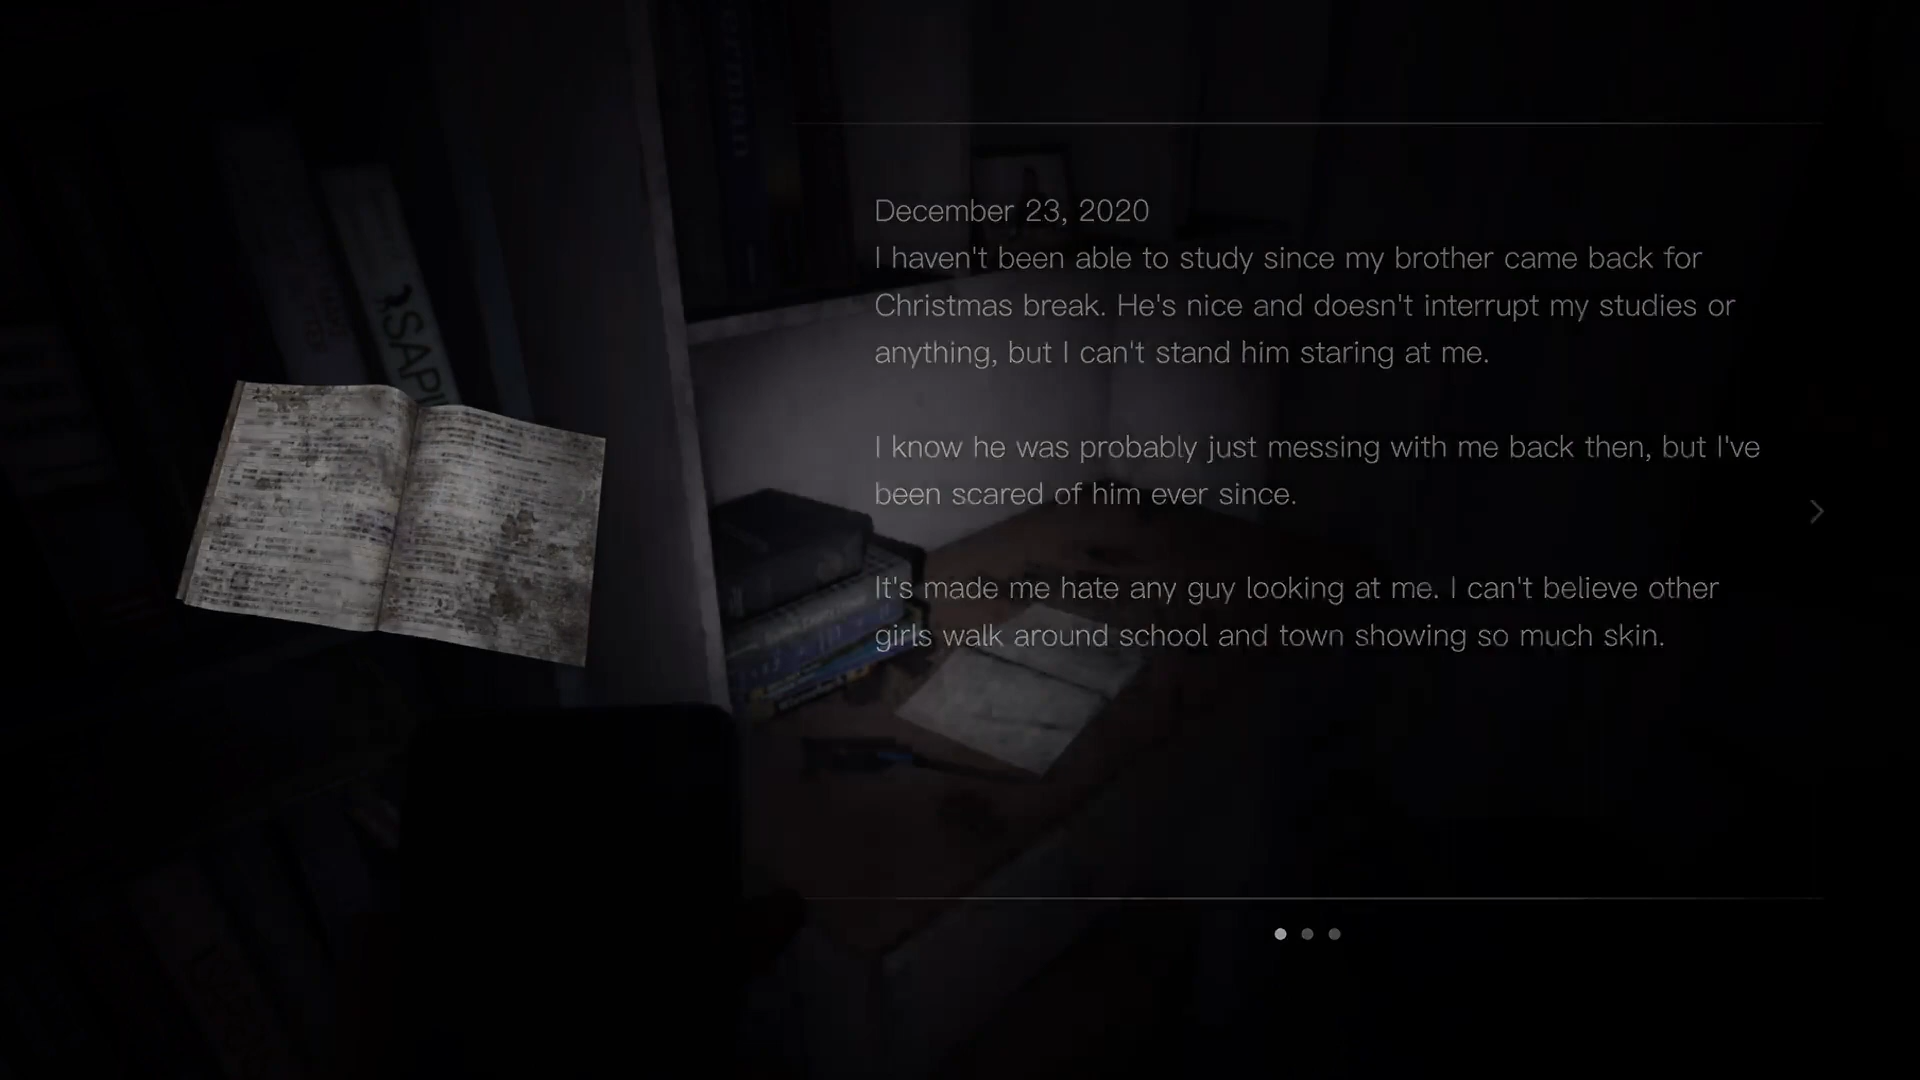 December 23, 2020
I haven't been able to study since my brother came back for
Christmas break. He's nice and doesn't interrupt my studies or
anything, but I can't stand him staring at me.
I know he was probably just messing with me back then, but I've
been scared of him ever since.
It's made me hate any guy looking at me. I can't believe other
girls walk around school and town showing so much skin.